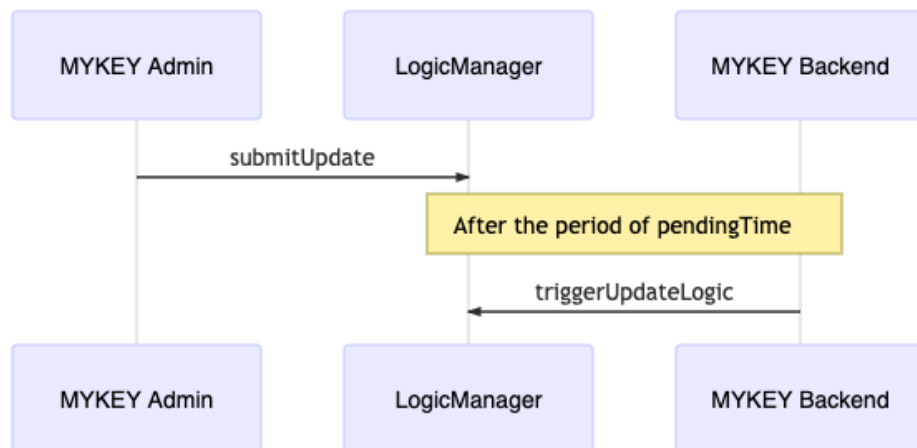 MYKEY Admin
LogicManager
MYKEY Backend
submitUpdate
After the period of pendingTime
triggerUpdateLogic
MYKEY Admin
LogicManager
MYKEY Backend